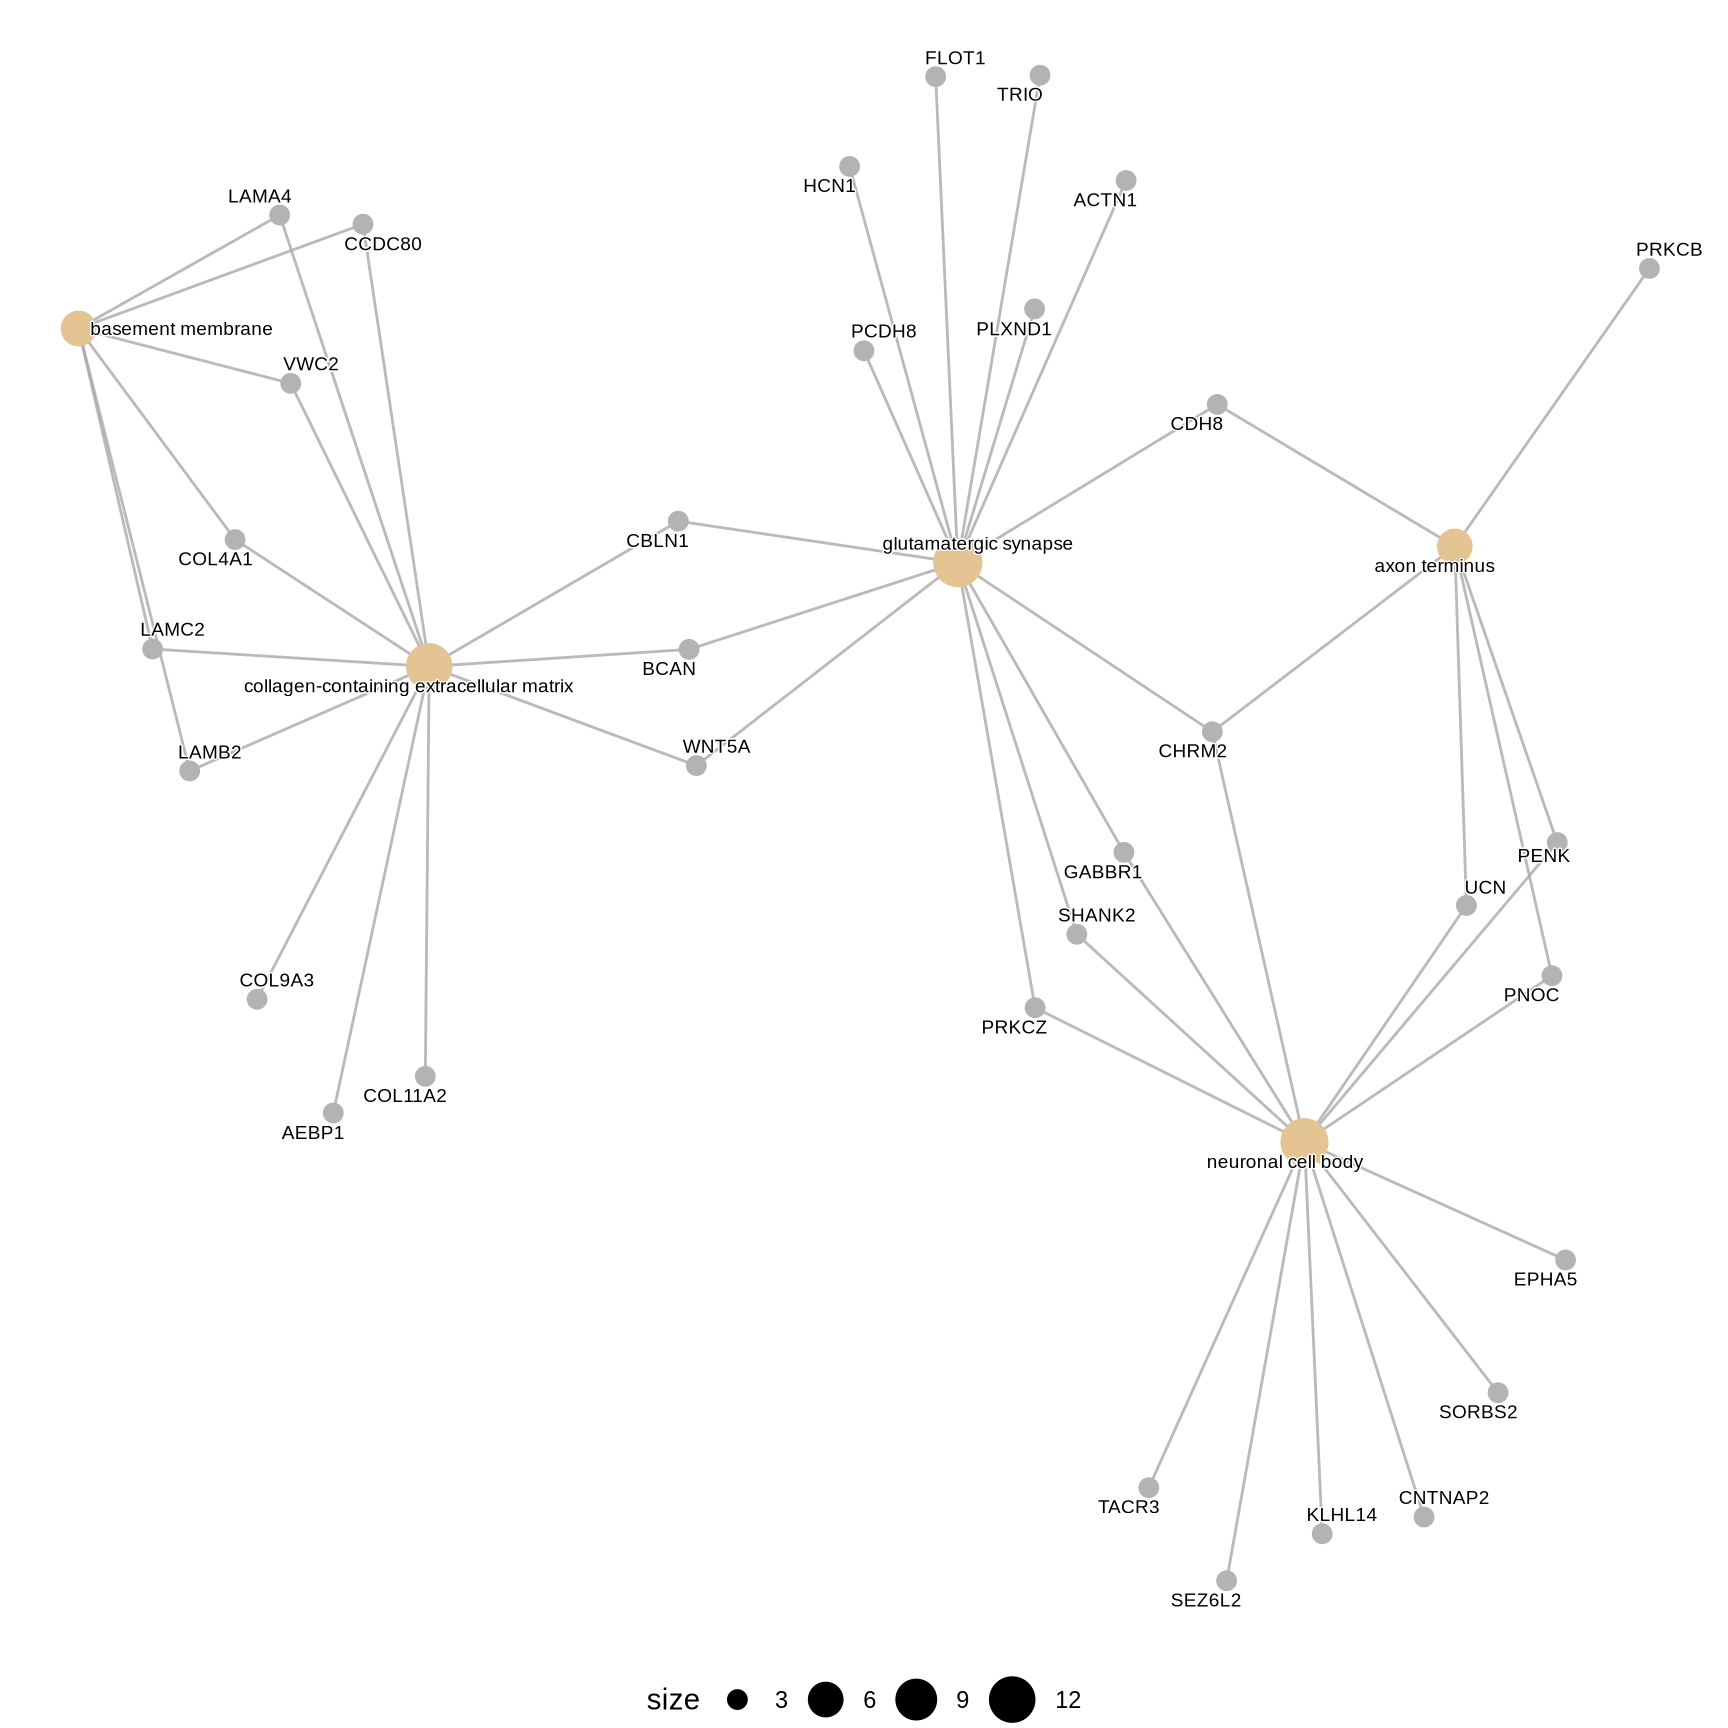 FLOT1
TRIO
HCN1
ACTN1
LAMA4
CCDC80
PRKCB
basement membrane
PCDH8
PLXND1
VWC2
CDH8
CBLN1
glutamatergic synapse
COL4A1
axon terminus
LAMC2
BCAN
collagen-containing extracellular matrix
LAMB2
WNT5A
CHRM2
PENK
GABBR1
UCN
SHANK2
COL9A3
PNOC
PRKCZ
COL11A2
AEBP1
neuronal cell body
EPHA5
SORBS2
CNTNAP2
TACR3
KLHL14
SEZ6L2
size 3 6 9 12